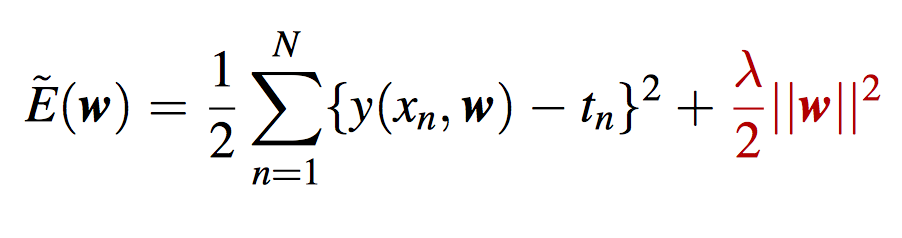 Ẽ(w) = 1/2 ∑_{n=1}^{N} {y(x_n, w) − t_n}² + λ/2 ||w||²